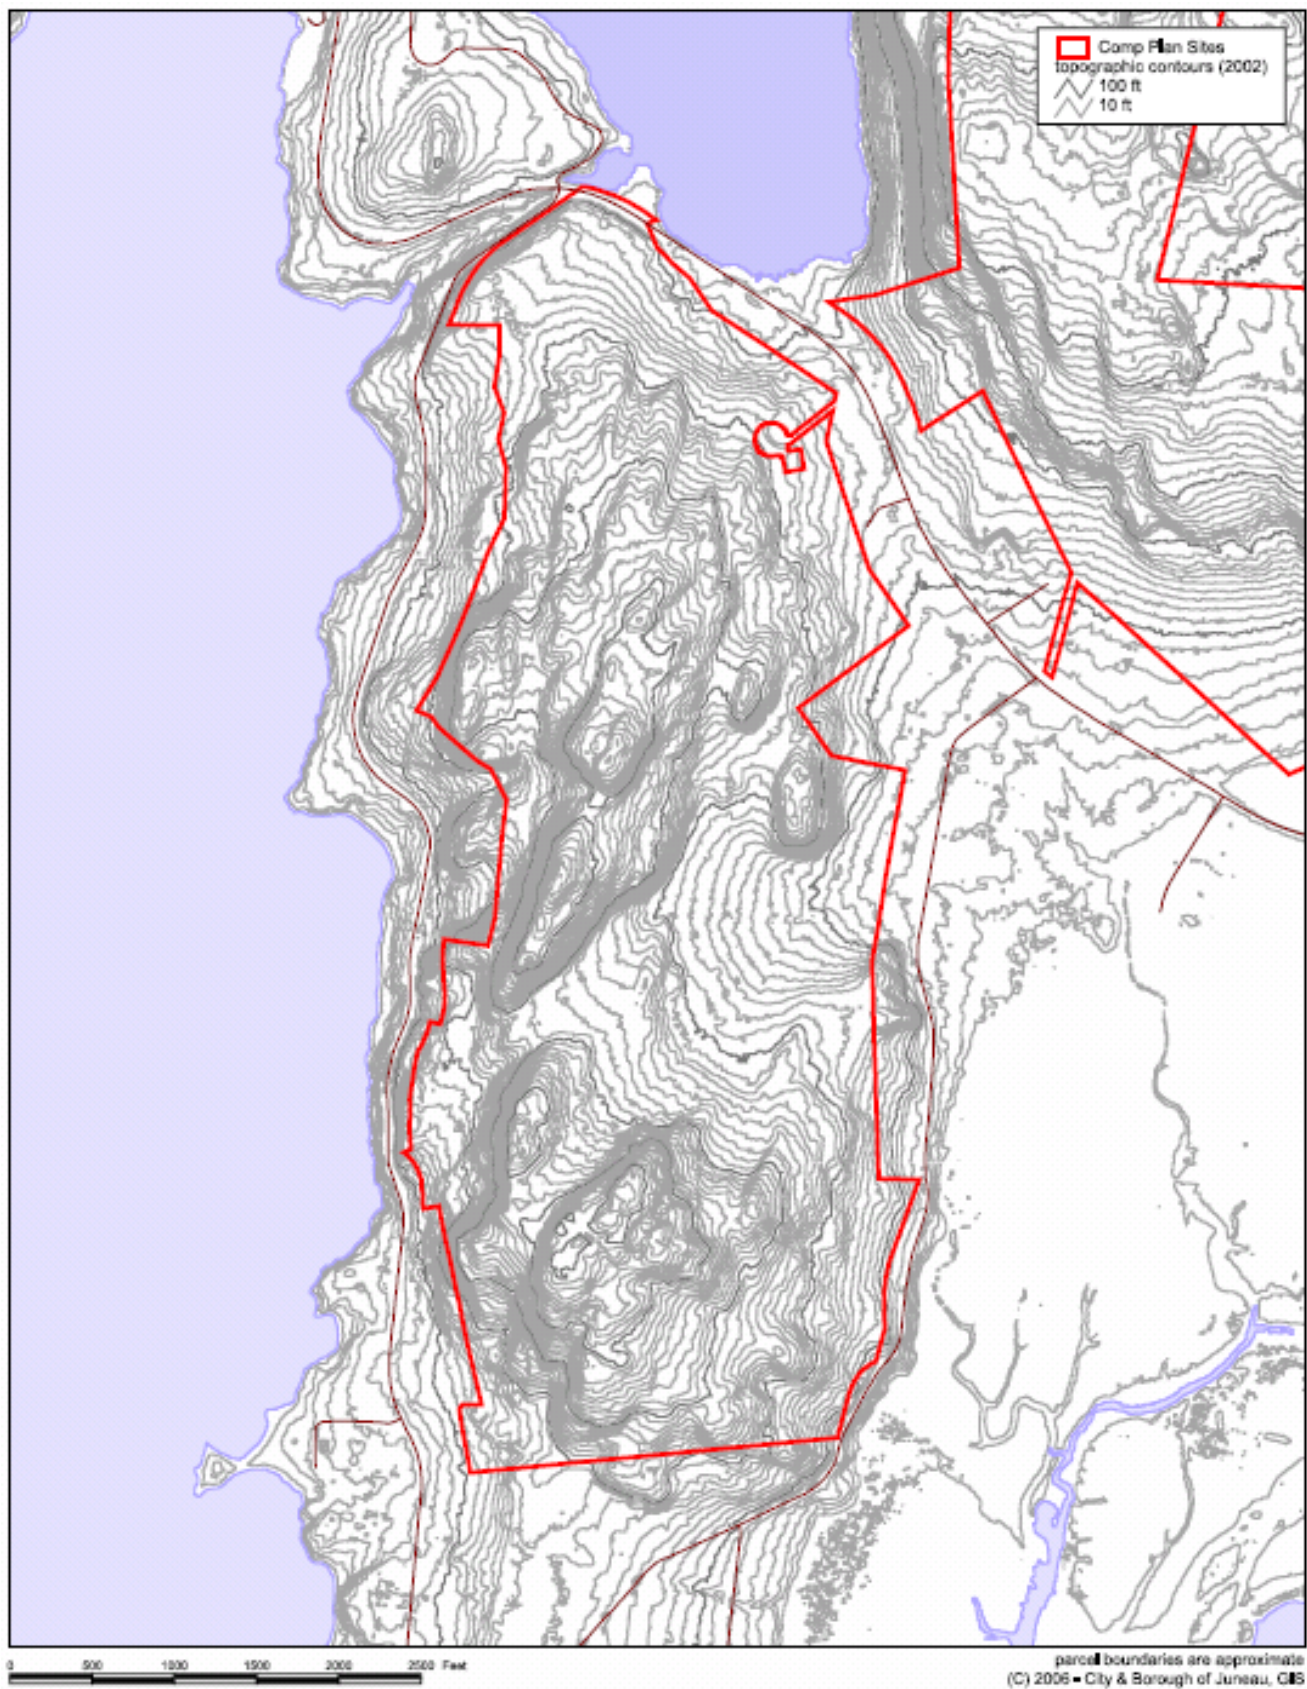 Comp Plan Sites
topographic contours (2002)
100 ft
10 ft
0 500 1000 1500 2000 2500 Feet
parcel boundaries are approximate
(C) 2006 - City & Borough of Juneau, GIS